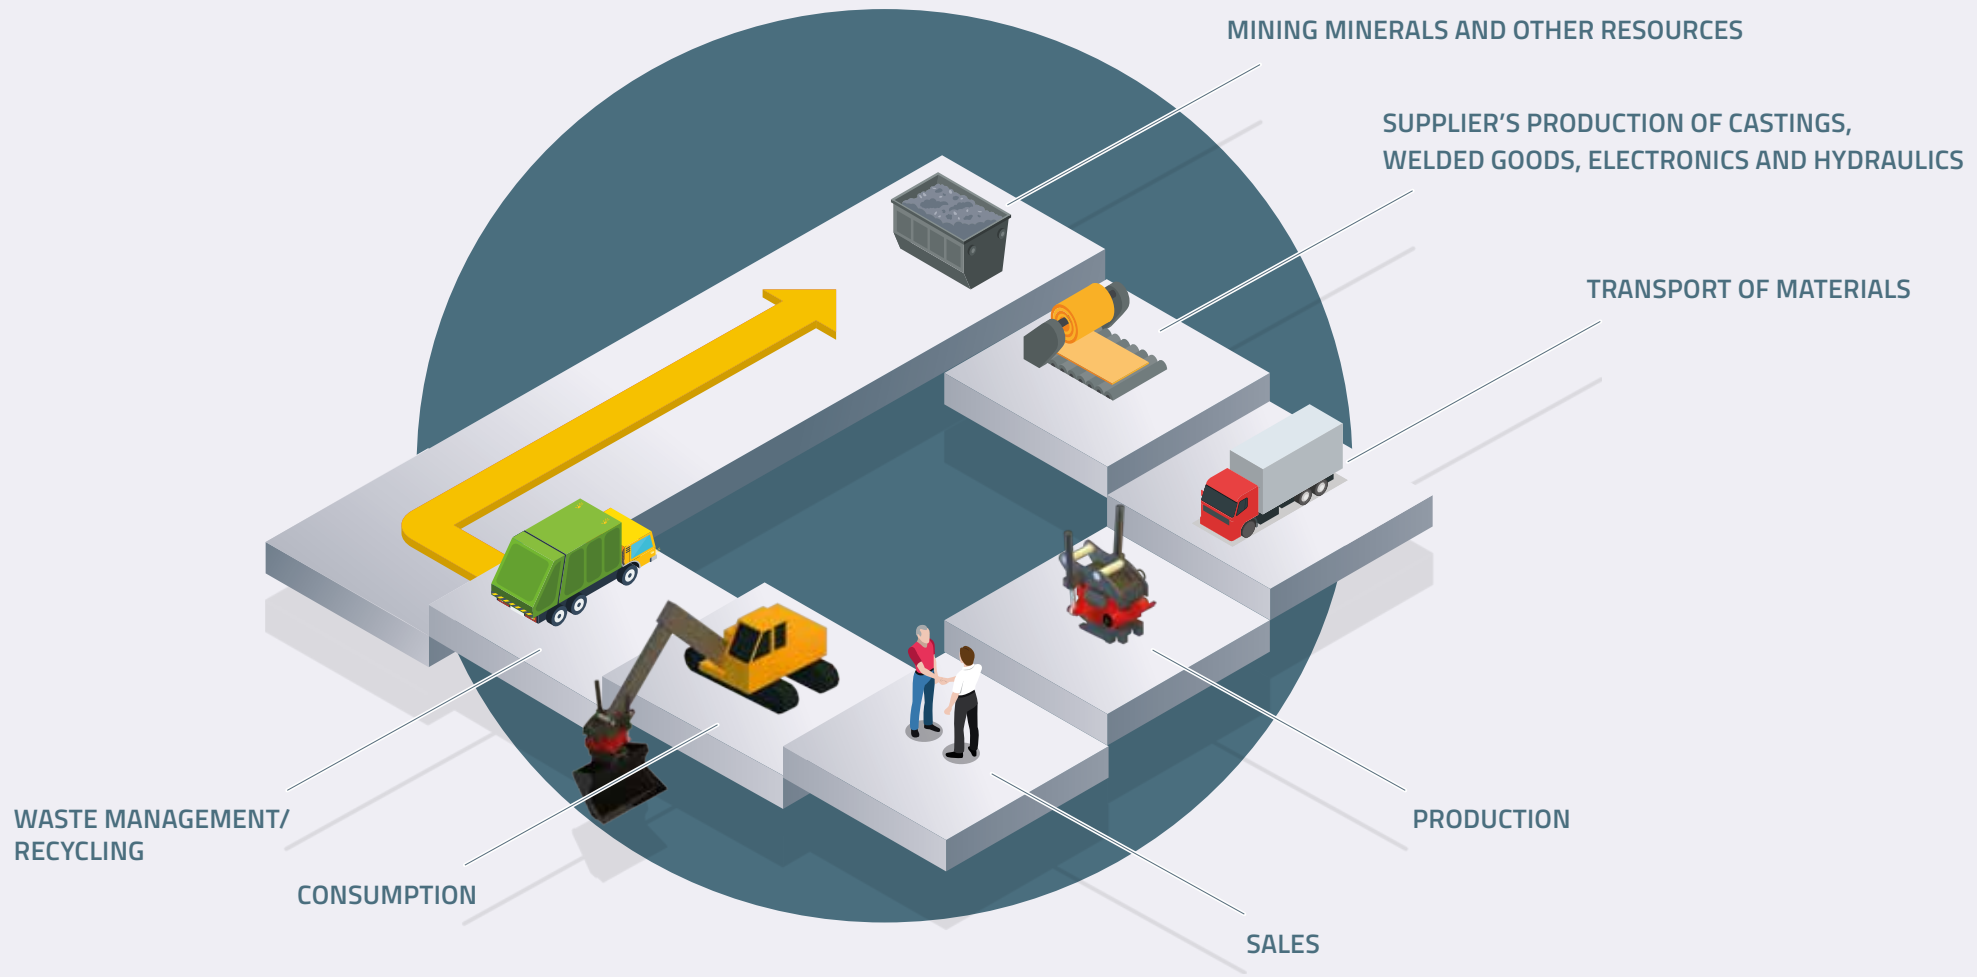 MINING MINERALS AND OTHER RESOURCES
SUPPLIER’S PRODUCTION OF CASTINGS,
WELDED GOODS, ELECTRONICS AND HYDRAULICS
TRANSPORT OF MATERIALS
PRODUCTION
SALES
CONSUMPTION
WASTE MANAGEMENT/
RECYCLING